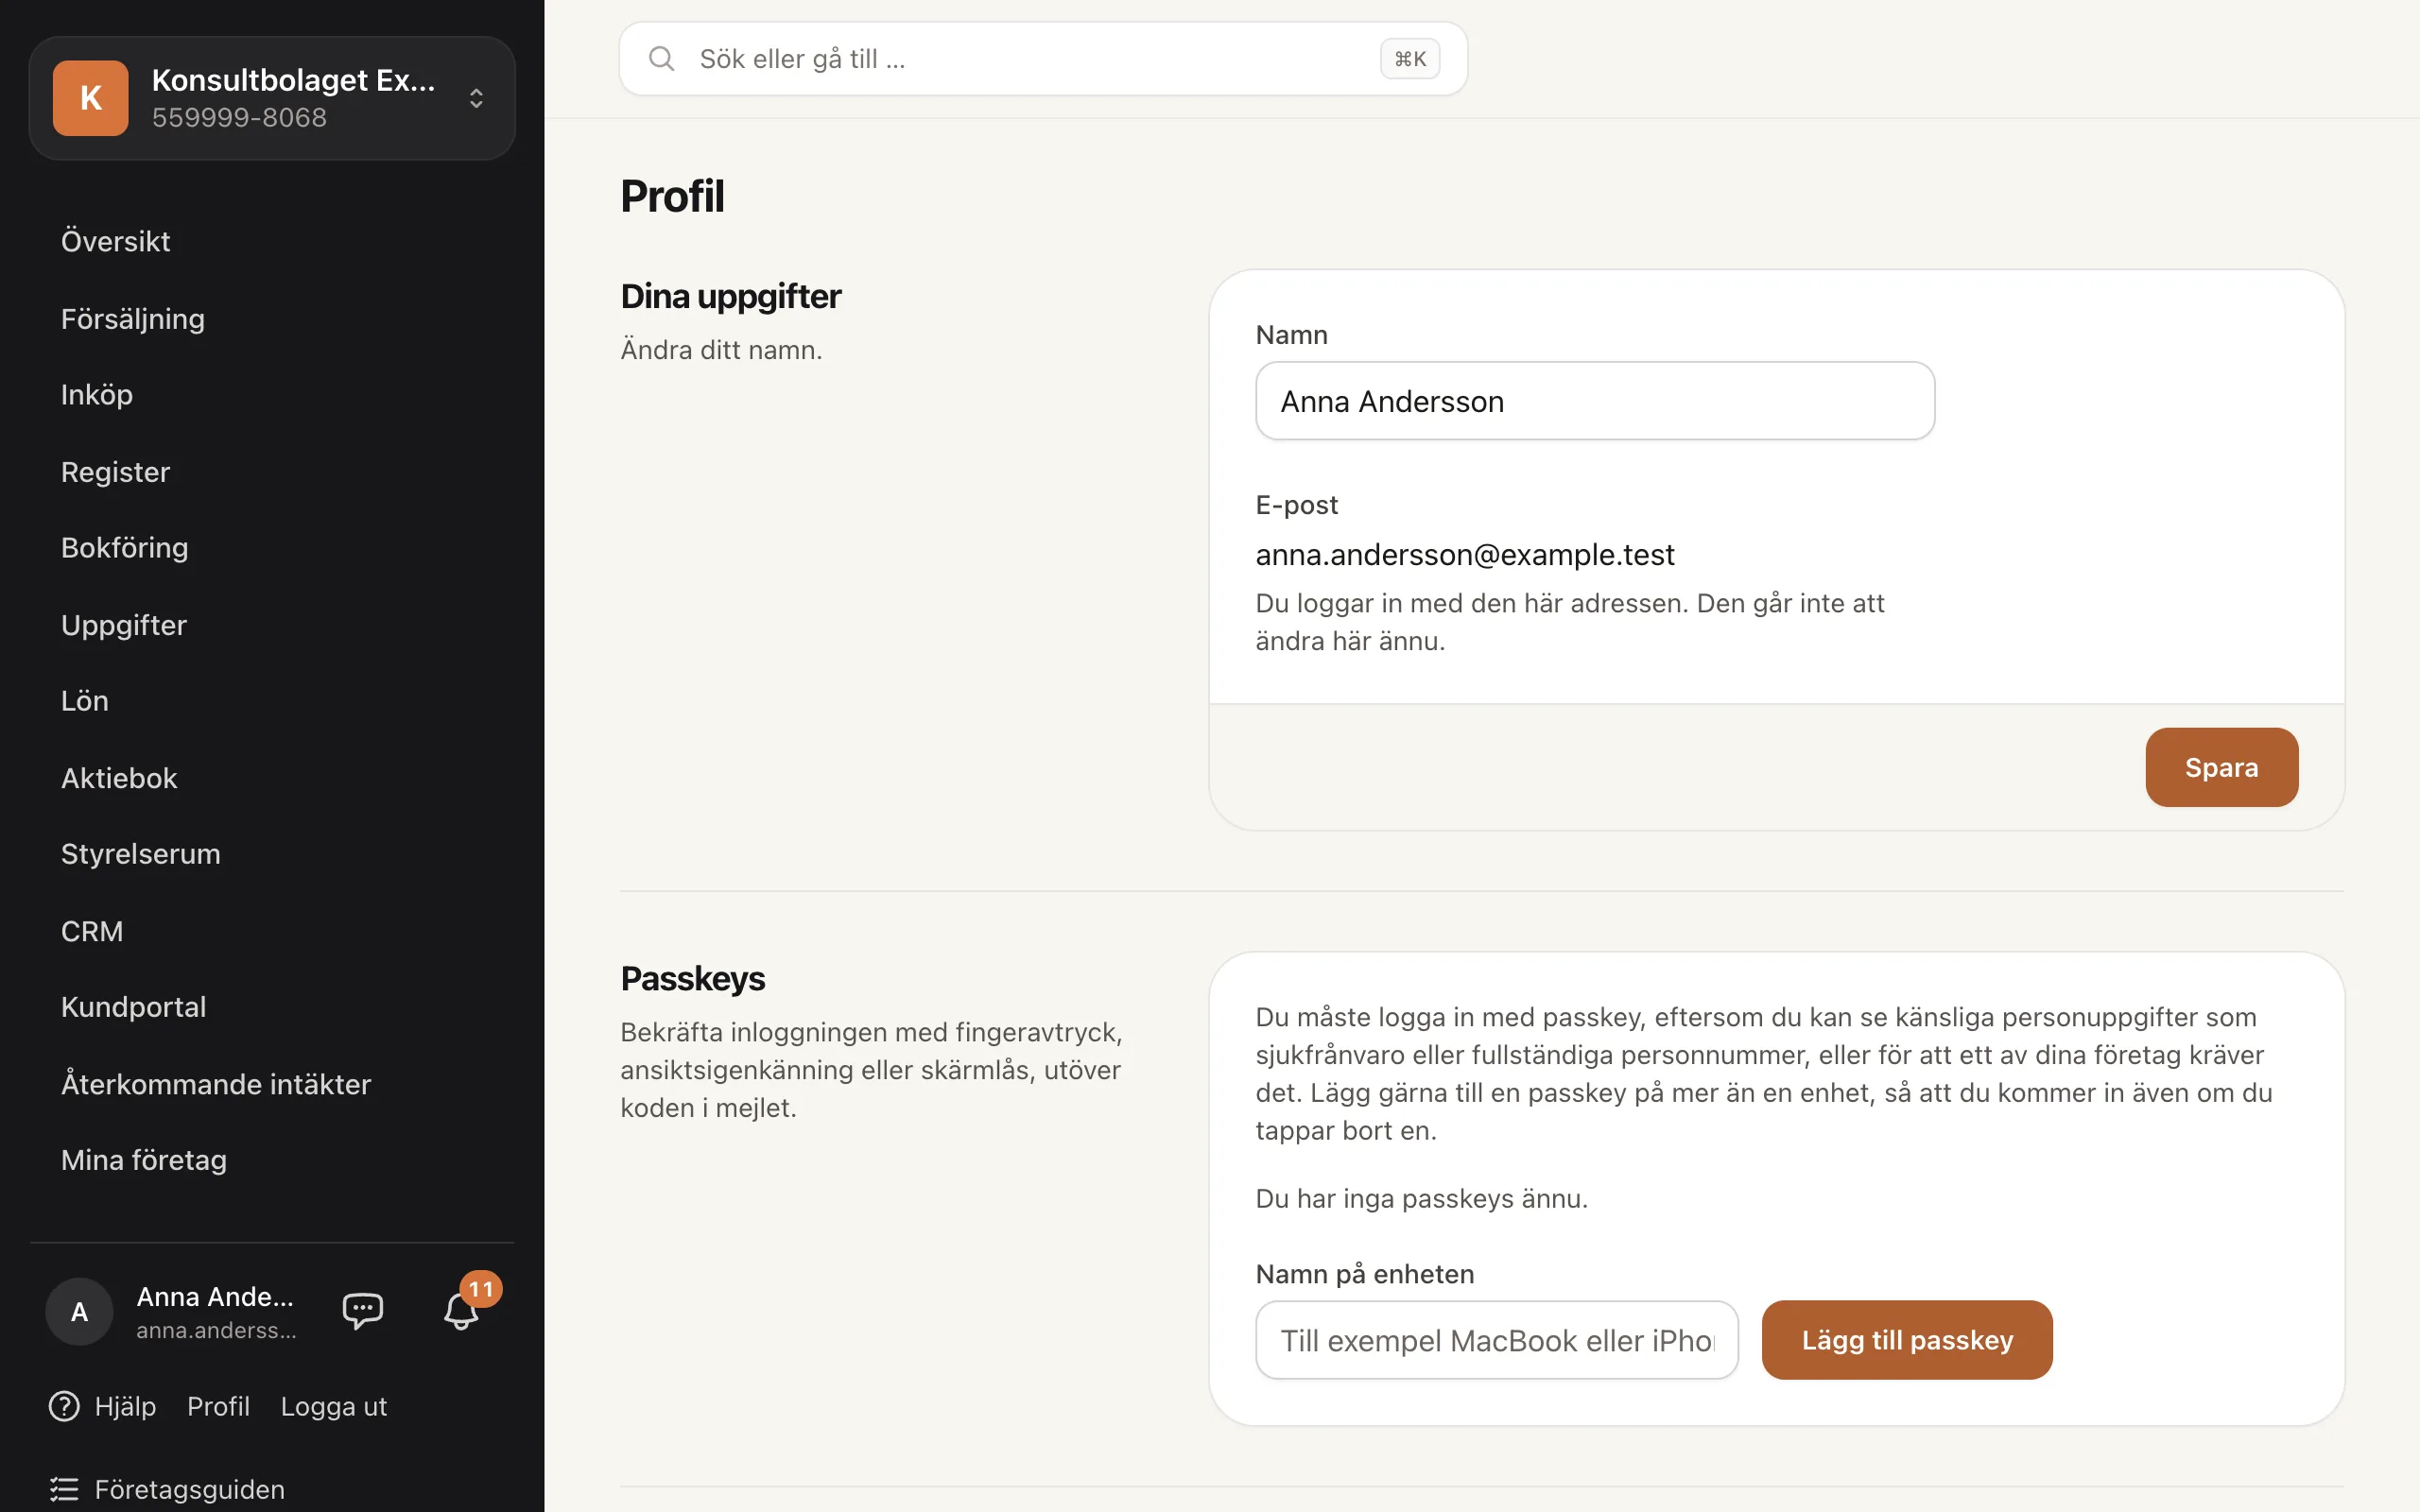 K
Konsultbolaget Ex...
559999-8068
Översikt
Försäljning
Inköp
Register
Bokföring
Uppgifter
Lön
Aktiebok
Styrelserum
CRM
Kundportal
Återkommande intäkter
Mina företag
A
Anna Ande...
anna.anderss...
11
Hjälp
Profil
Logga ut
Företagsguiden
Sök eller gå till ...
⌘K
Profil
Dina uppgifter
Ändra ditt namn.
Namn
Anna Andersson
E-post
anna.andersson@example.test
Du loggar in med den här adressen. Den går inte att
ändra här ännu.
Spara
Passkeys
Bekräfta inloggningen med fingeravtryck,
ansiktsigenkänning eller skärmlås, utöver
koden i mejlet.
Du måste logga in med passkey, eftersom du kan se känsliga personuppgifter som
sjukfrånvaro eller fullständiga personnummer, eller för att ett av dina företag kräver
det. Lägg gärna till en passkey på mer än en enhet, så att du kommer in även om du
tappar bort en.
Du har inga passkeys ännu.
Namn på enheten
Till exempel MacBook eller iPho
Lägg till passkey